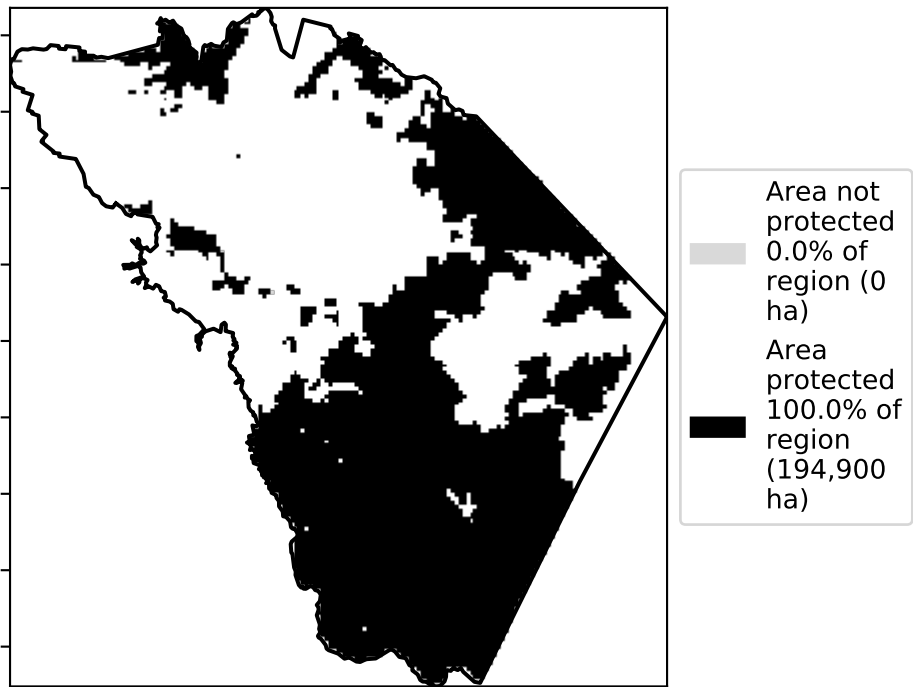 Area not
protected
0.0% of
region (0
ha)
Area
protected
100.0% of
region
(194,900
ha)